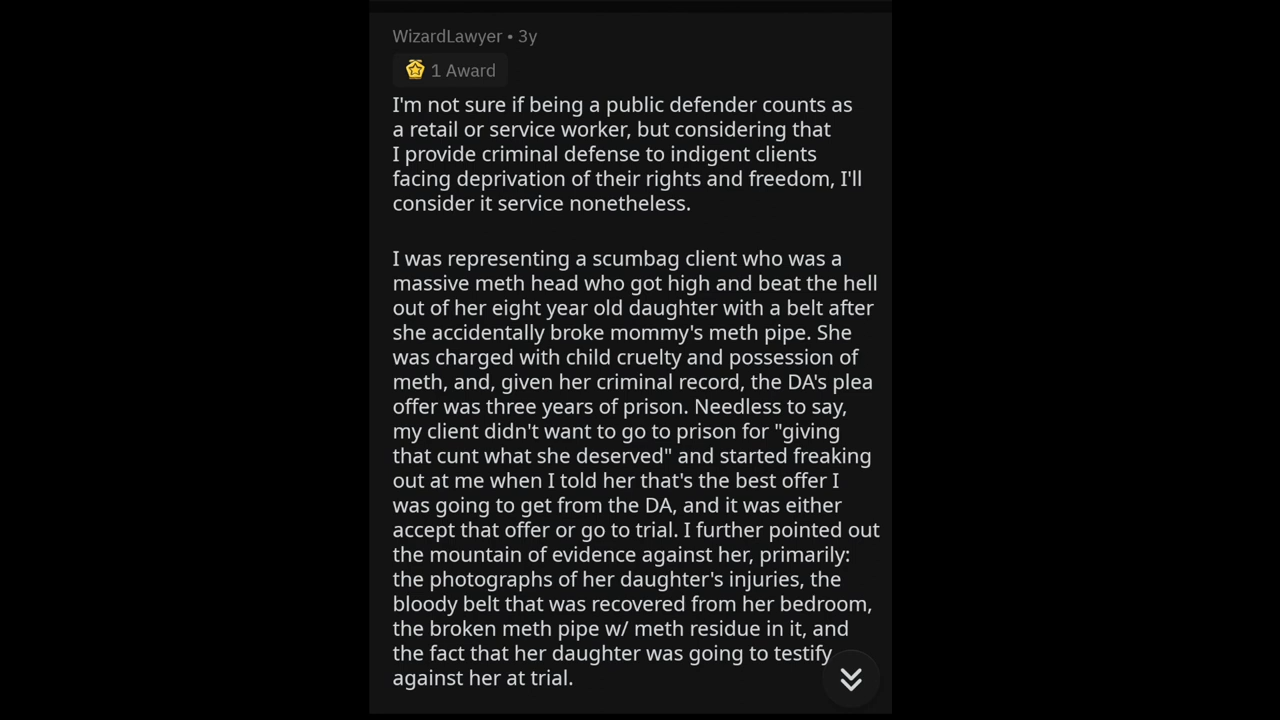 WizardLawyer • 3y
1 Award
I'm not sure if being a public defender counts as
a retail or service worker, but considering that
I provide criminal defense to indigent clients
facing deprivation of their rights and freedom, I'll
consider it service nonetheless.
I was representing a scumbag client who was a
massive meth head who got high and beat the hell
out of her eight year old daughter with a belt after
she accidentally broke mommy's meth pipe. She
was charged with child cruelty and possession of
meth, and, given her criminal record, the DA's plea
offer was three years of prison. Needless to say,
my client didn't want to go to prison for "giving
that cunt what she deserved" and started freaking
out at me when I told her that's the best offer I
was going to get from the DA, and it was either
accept that offer or go to trial. I further pointed out
the mountain of evidence against her, primarily:
the photographs of her daughter's injuries, the
bloody belt that was recovered from her bedroom,
the broken meth pipe w/ meth residue in it, and
the fact that her daughter was going to testify
against her at trial.